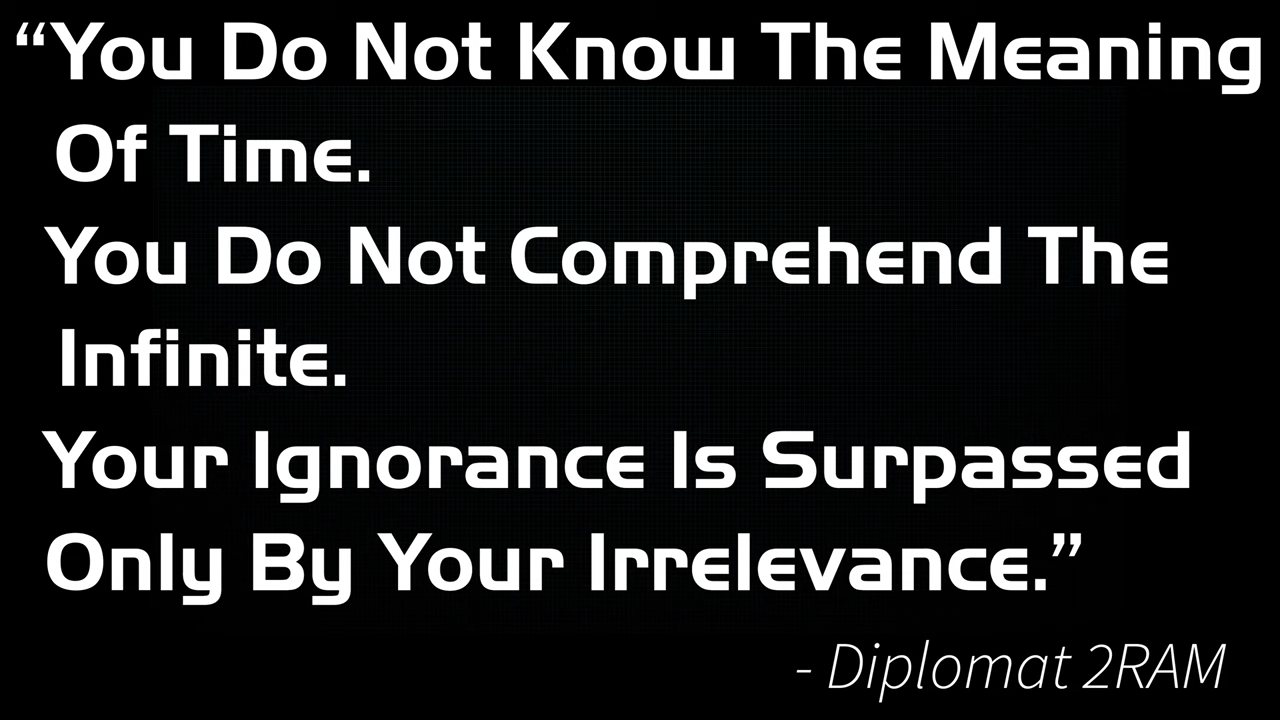 “You Do Not Know The Meaning
Of Time.
You Do Not Comprehend The
Infinite.
Your Ignorance Is Surpassed
Only By Your Irrelevance.”
- Diplomat 2RAM